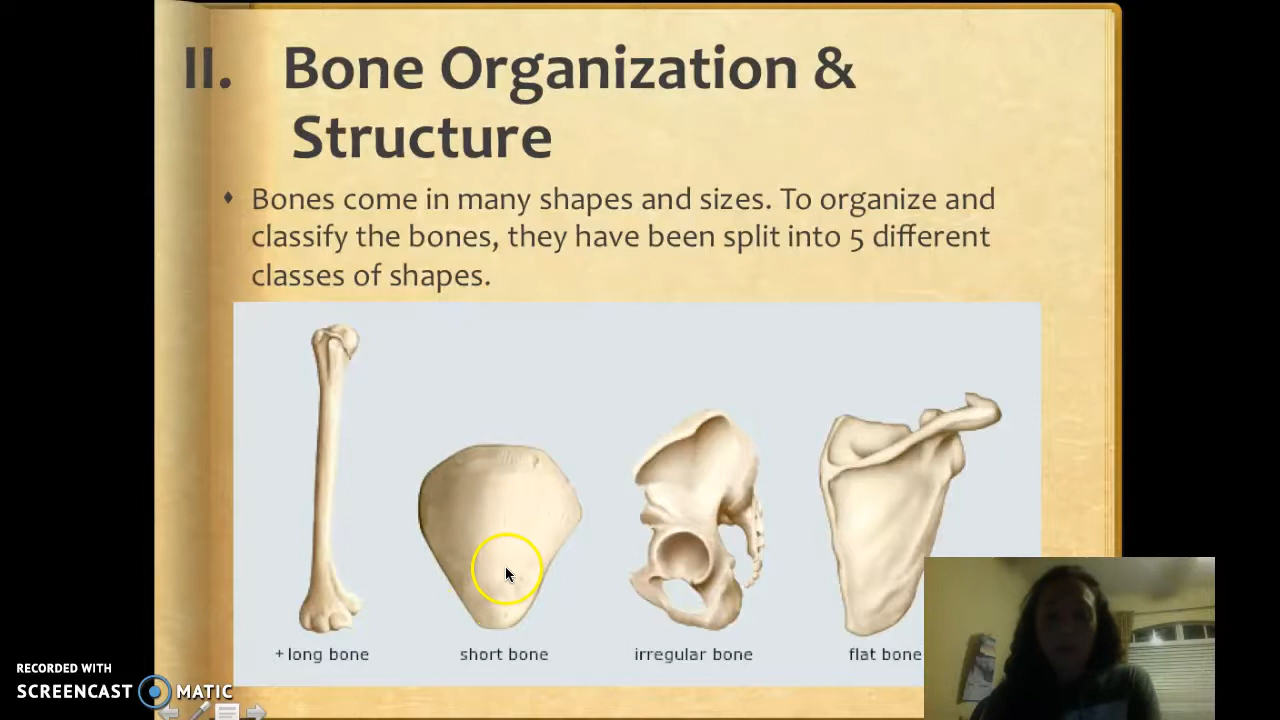 II. Bone Organization &
Structure
♦ Bones come in many shapes and sizes. To organize and
classify the bones, they have been split into 5 different
classes of shapes.
+ long bone
short bone
irregular bone
flat bone
RECORDED WITH
SCREENCAST MATIC